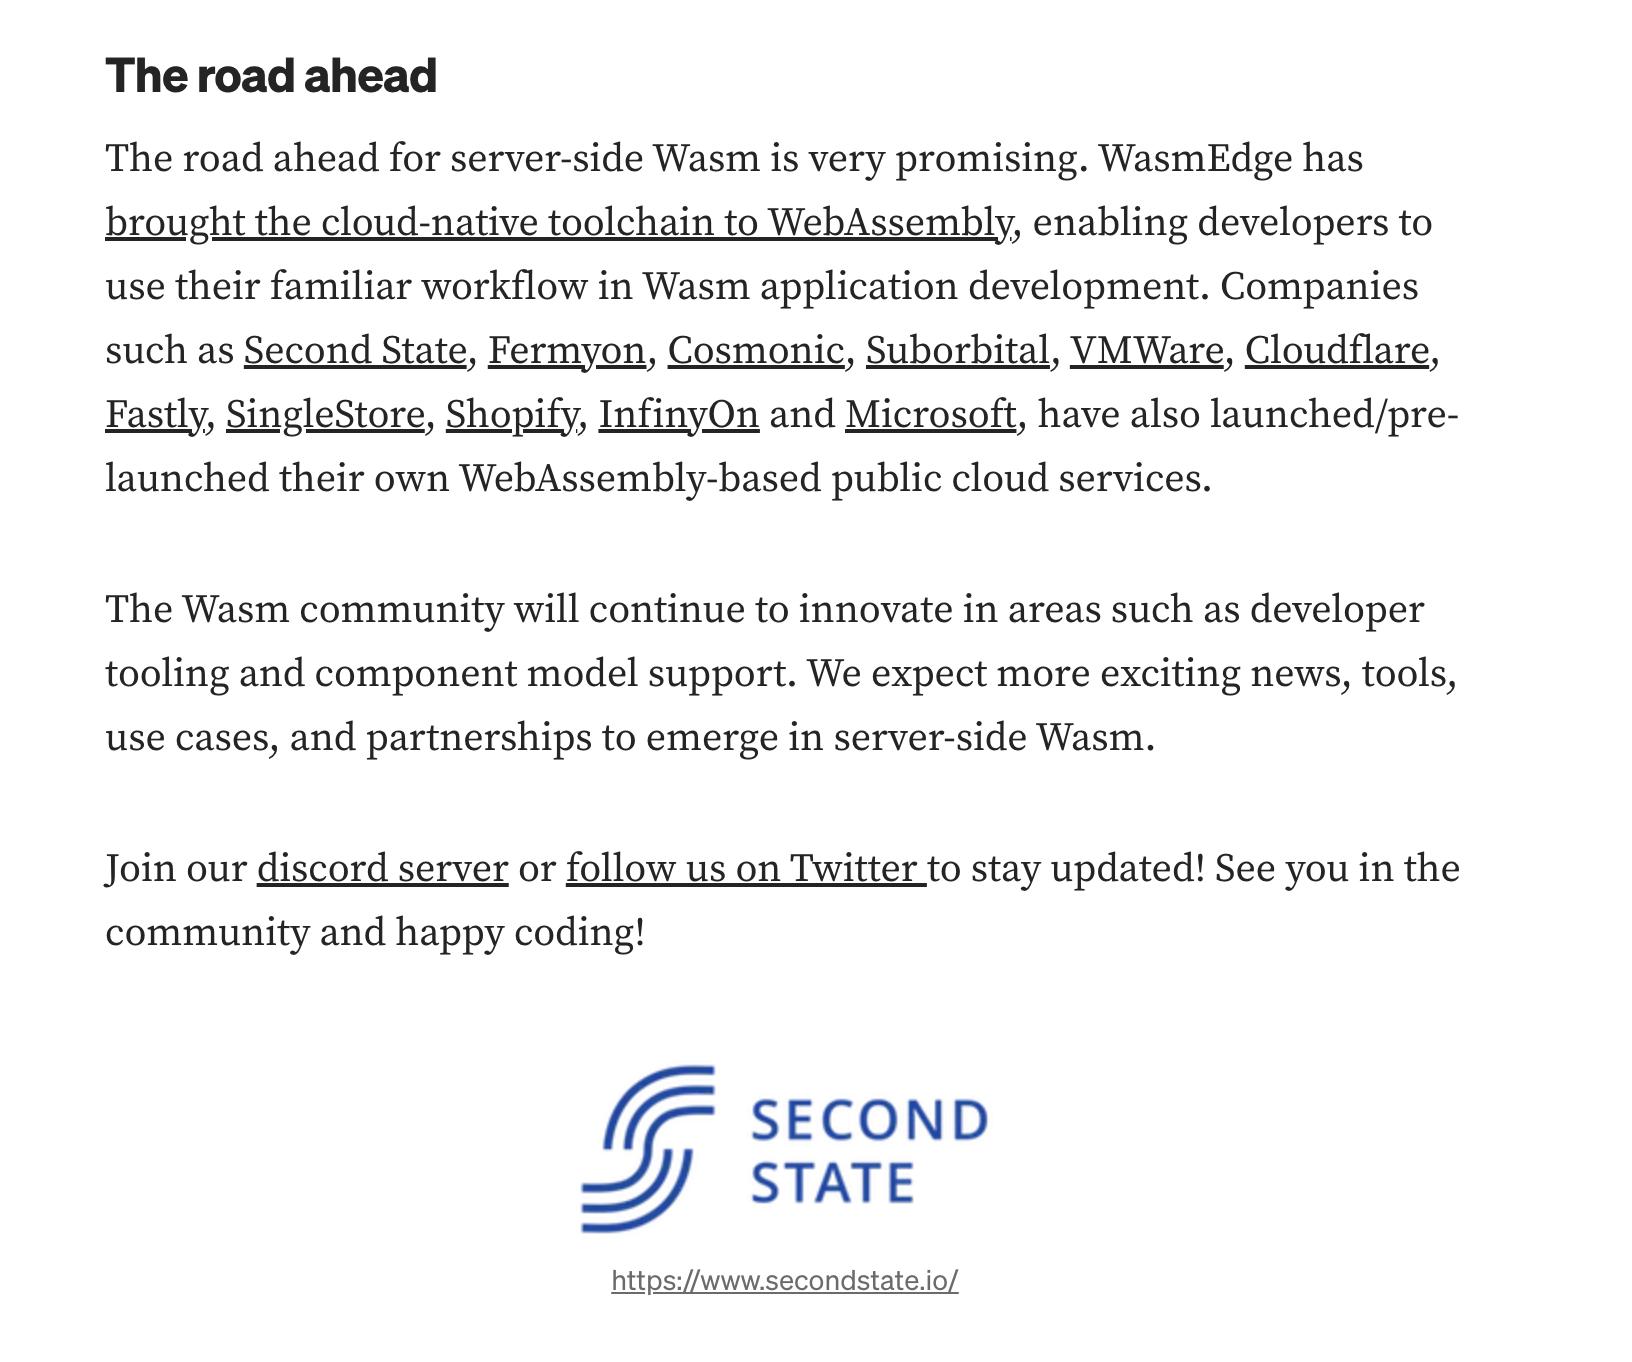 The road ahead
The road ahead for server-side Wasm is very promising. WasmEdge has
brought the cloud-native toolchain to WebAssembly, enabling developers to
use their familiar workflow in Wasm application development. Companies
such as Second State, Fermyon, Cosmonic, Suborbital, VMWare, Cloudflare,
Fastly, SingleStore, Shopify, InfinyOn and Microsoft, have also launched/pre-
launched their own WebAssembly-based public cloud services.
The Wasm community will continue to innovate in areas such as developer
tooling and component model support. We expect more exciting news, tools,
use cases, and partnerships to emerge in server-side Wasm.
Join our discord server or follow us on Twitter to stay updated! See you in the
community and happy coding!
SECOND
STATE
https://www.secondstate.io/